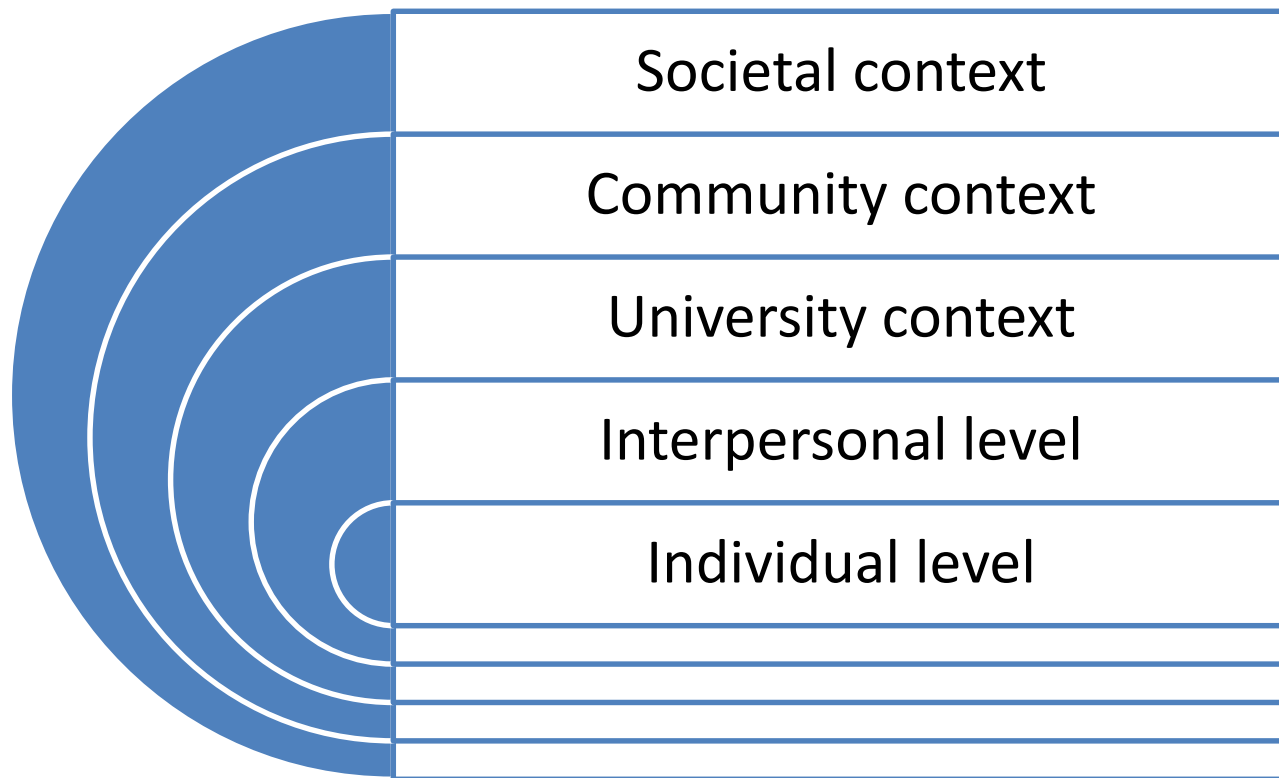 Societal context
Community context
University context
Interpersonal level
Individual level